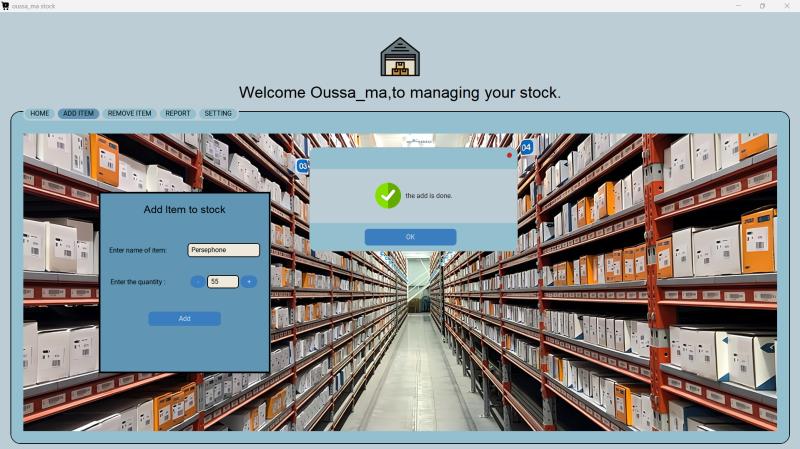 oussa_ma stock
Welcome Oussa_ma,to managing your stock.
HOME
ADD ITEM
REMOVE ITEM
REPORT
SETTING
03
04
the add is done.
OK
Add Item to stock
Enter name of item:
Persephone
Enter the quantity :
-
55
+
Add